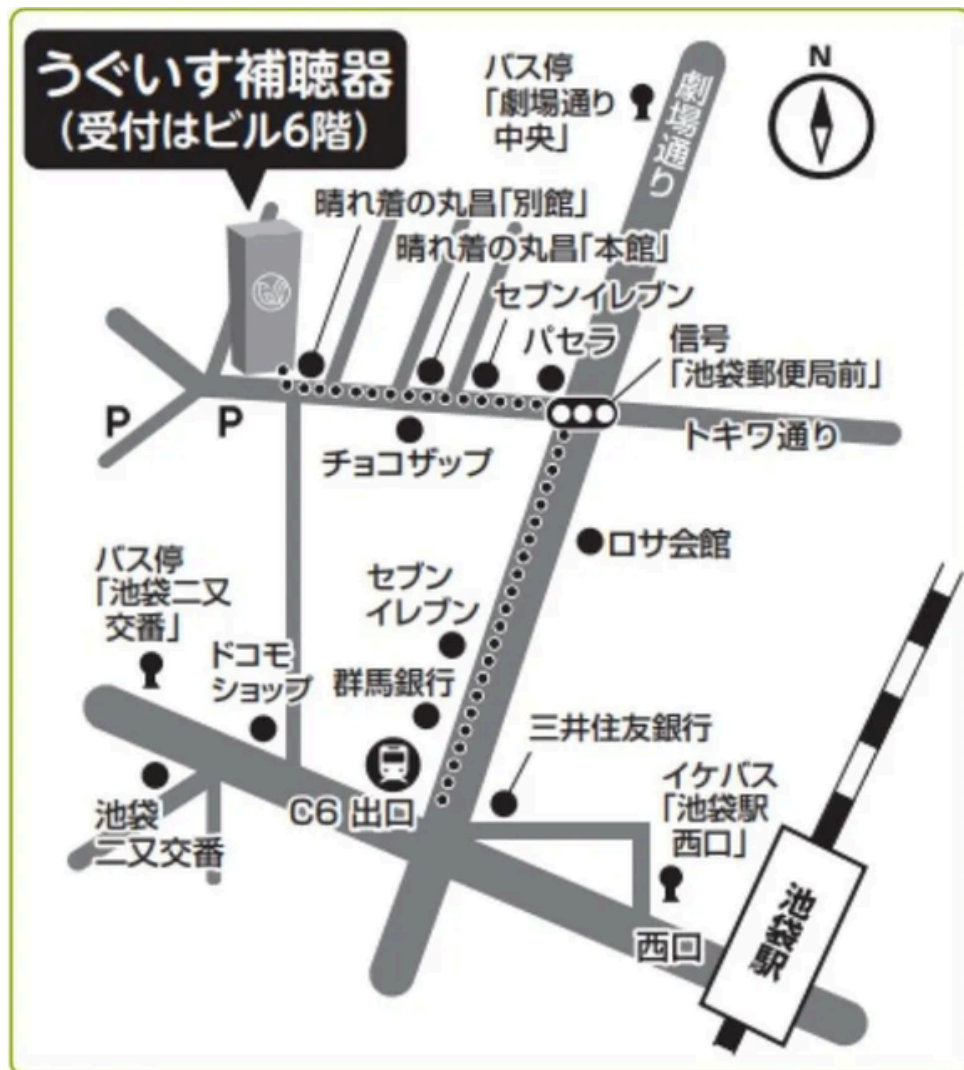 うぐいす補聴器
（受付はビル6階）
バス停
「劇場通り
中央」
劇場通り
N
晴れ着の丸昌「別館」
晴れ着の丸昌「本館」
セブンイレブン
パセラ
信号
「池袋郵便局前」
P
P
チョコザップ
トキワ通り
ロサ会館
バス停
「池袋二又
交番」
セブン
イレブン
ドコモ
ショップ
群馬銀行
三井住友銀行
イケバス
「池袋駅
西口」
C6 出口
池袋
二又交番
西口
池袋駅